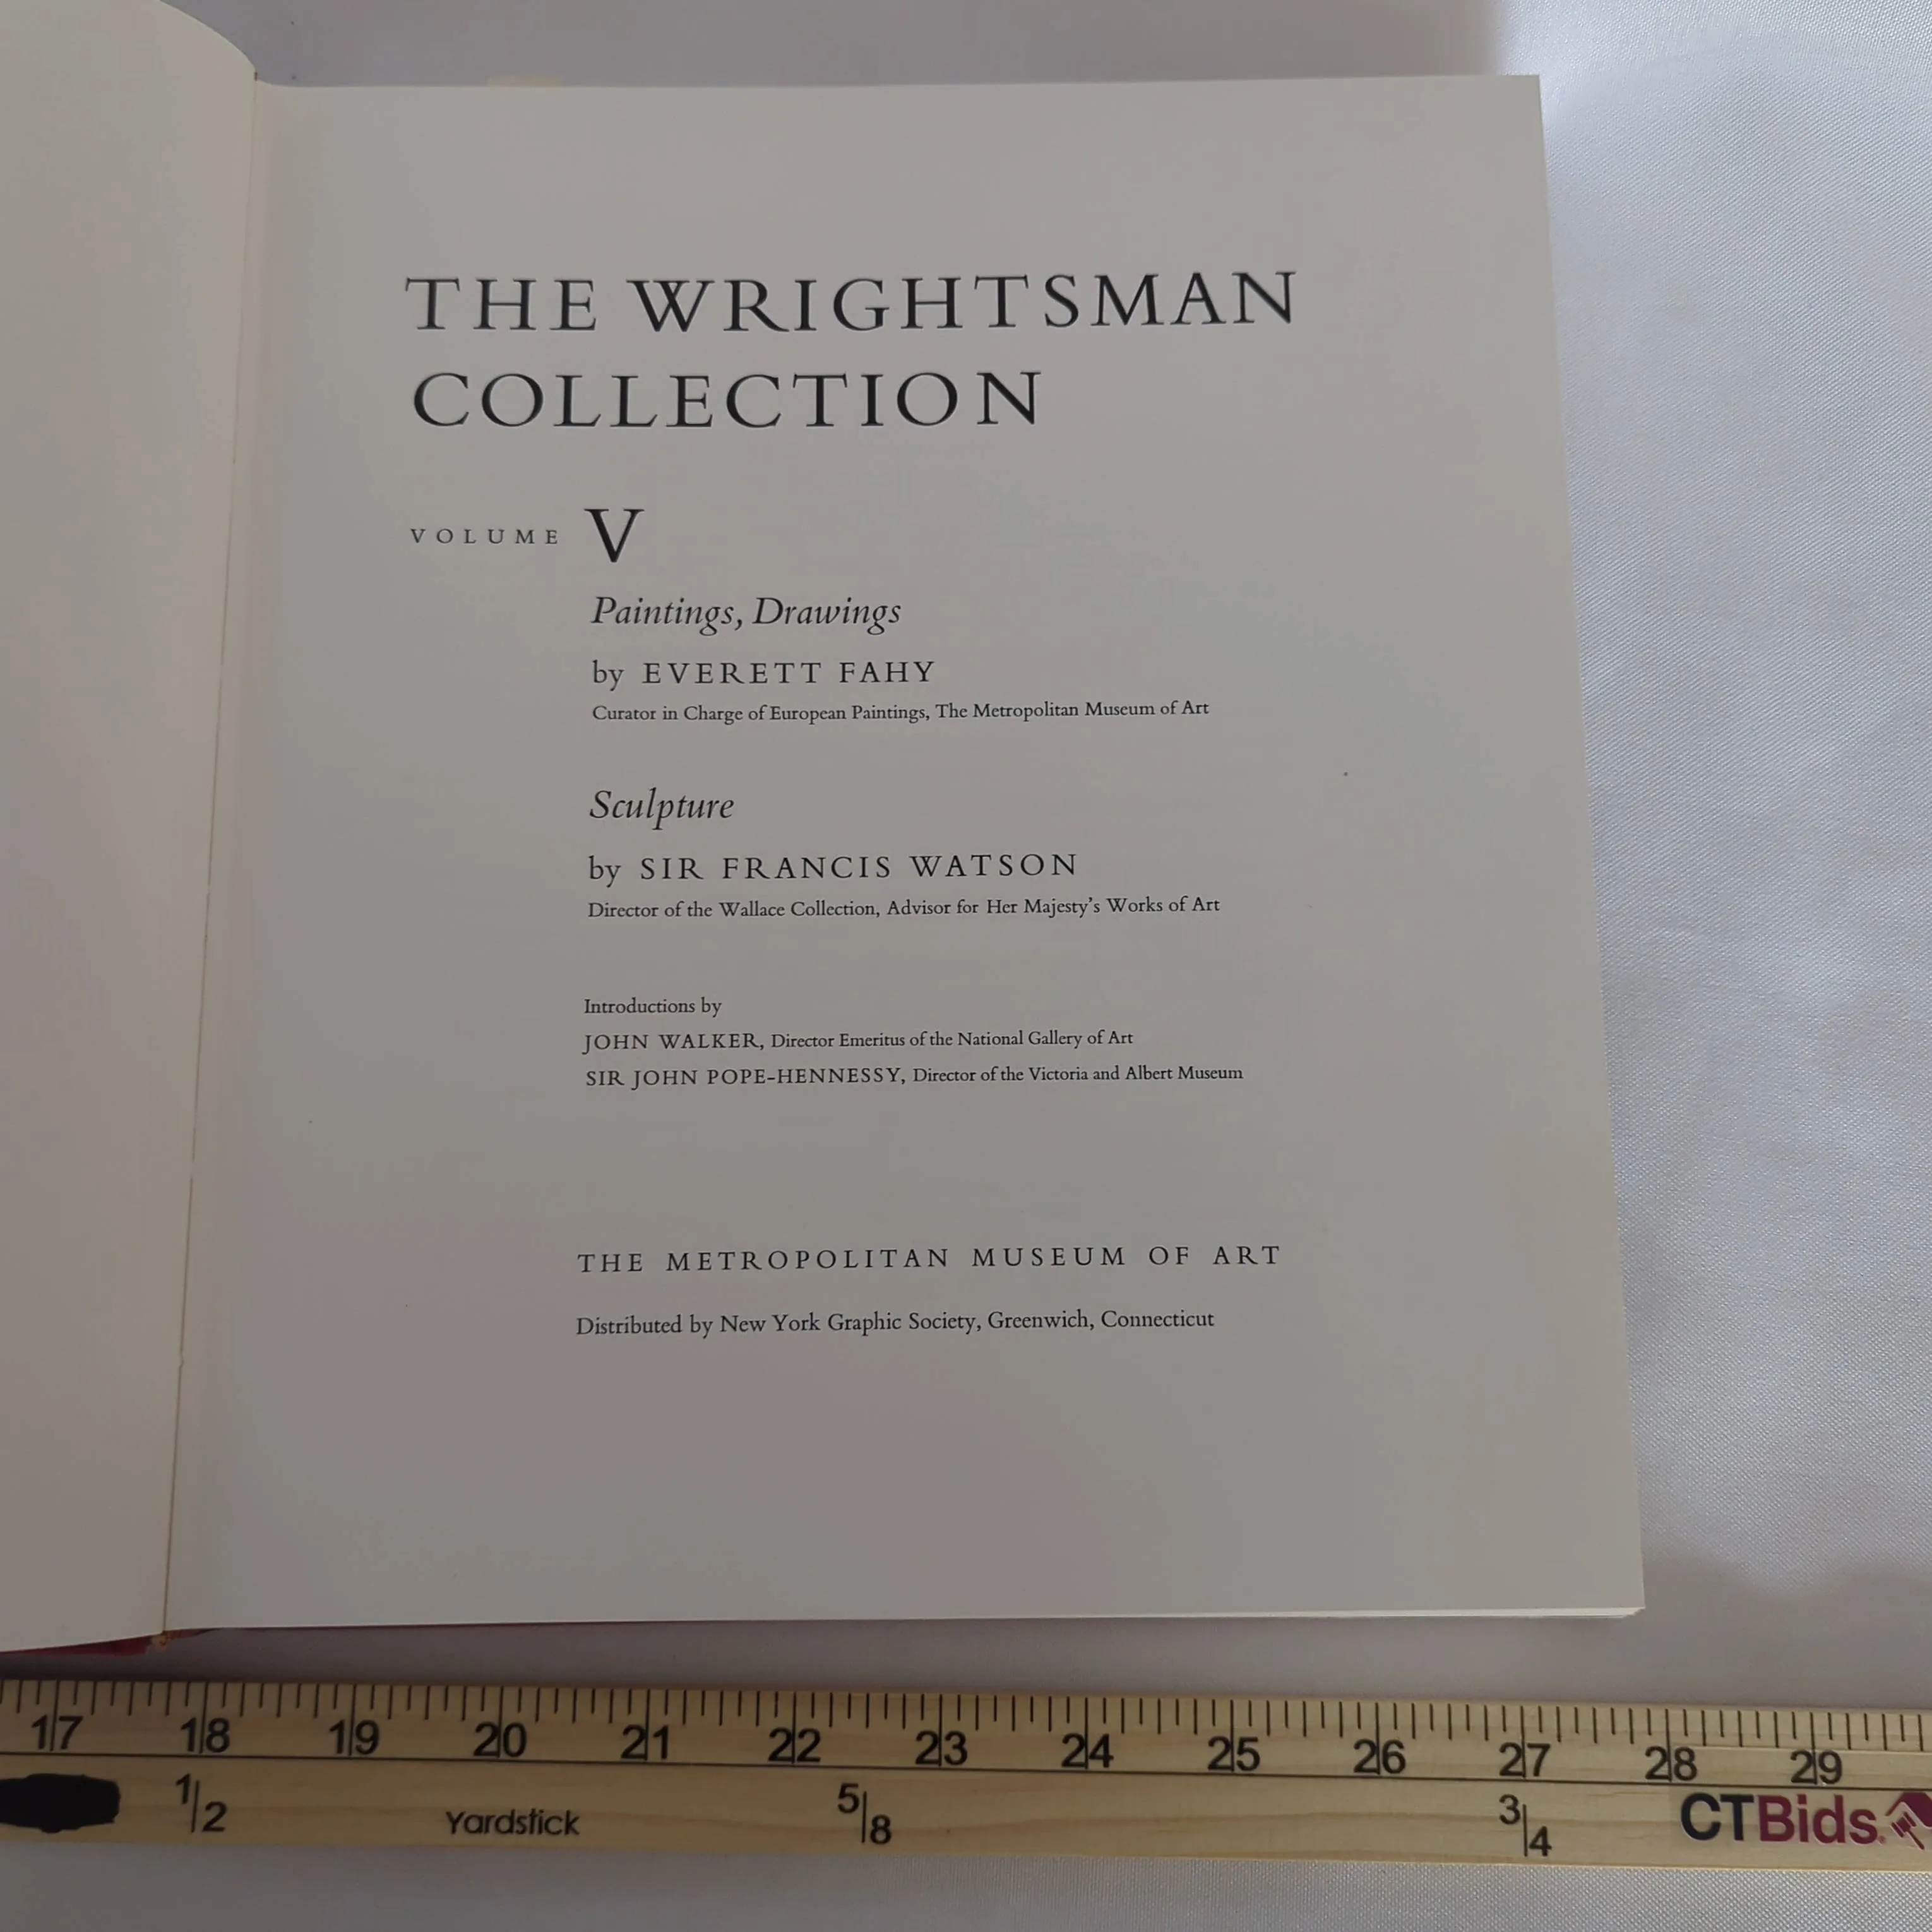 THE WRIGHTSMAN
COLLECTION
VOLUME V
Paintings, Drawings
by EVERETT FAHY
Curator in Charge of European Paintings, The Metropolitan Museum of Art
Sculpture
by SIR FRANCIS WATSON
Director of the Wallace Collection, Advisor for Her Majesty's Works of Art
Introductions by
JOHN WALKER, Director Emeritus of the National Gallery of Art
SIR JOHN POPE-HENNESSY, Director of the Victoria and Albert Museum
THE METROPOLITAN MUSEUM OF ART
Distributed by New York Graphic Society, Greenwich, Connecticut
17 18 19 20 21 22 23 24 25 26 27 28 29
1/2 Yardstick 5/8 3/4 CTBids